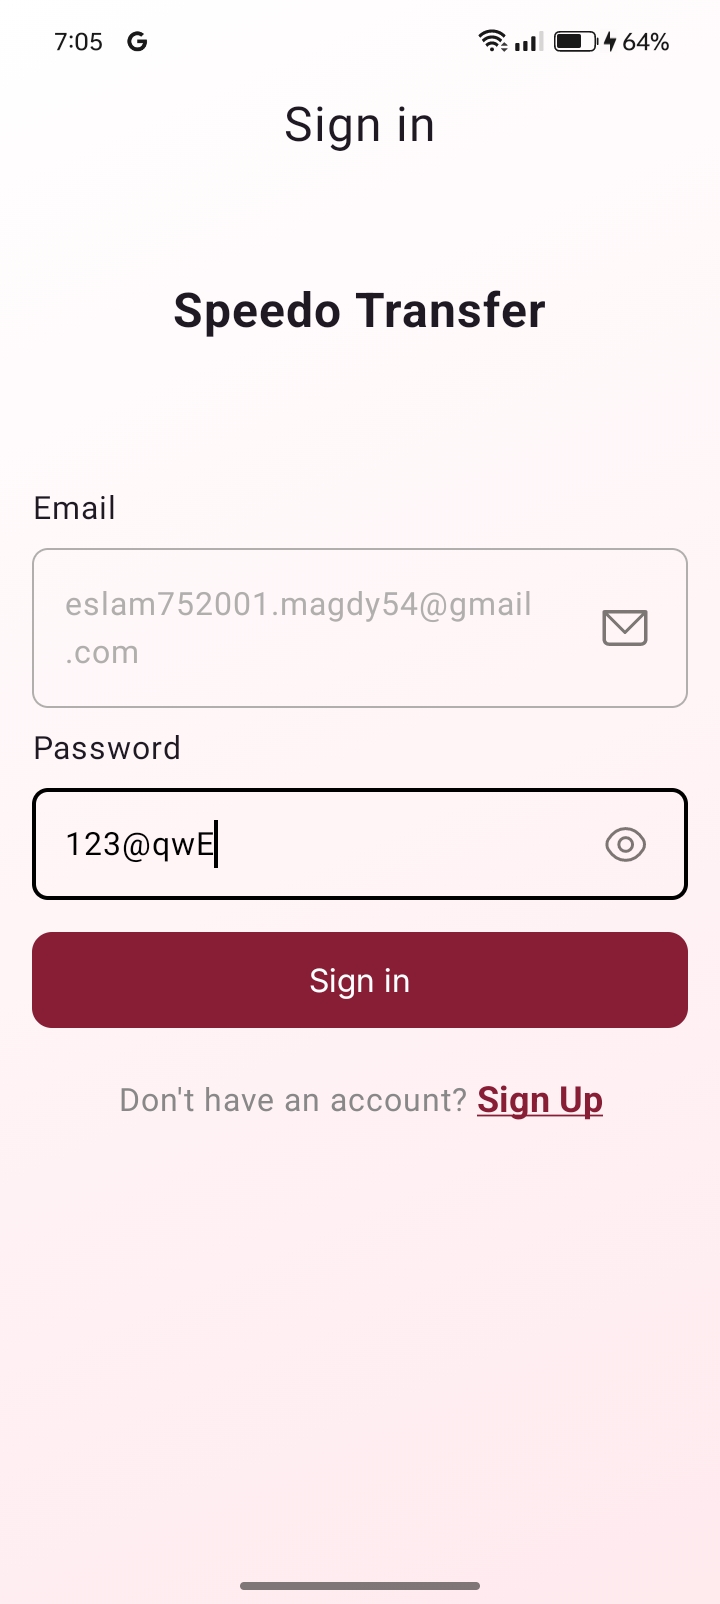 7:05 G 64%
Sign in
Speedo Transfer
Email
eslam752001.magdy54@gmail
.com
Password
123@qwE
Sign in
Don't have an account? Sign Up